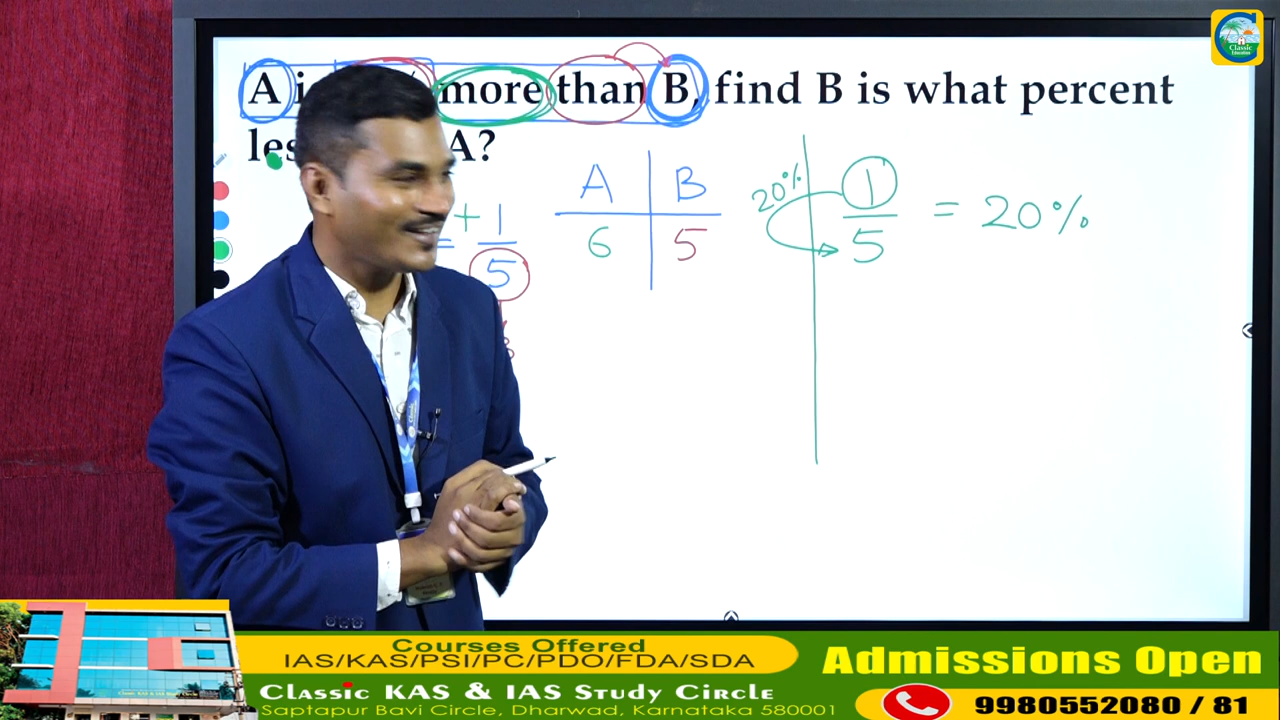 A i more than B, find B is what percent
les A?
A B
20% 1
+ 1 6 5 = 20%
= 5 5
Classic
Education
Courses Offered
IAS/KAS/PSI/PC/PDO/FDA/SDA
Classic KAS & IAS Study Circle
Saptapur Bavi Circle, Dharwad, Karnataka 580001
Admissions Open
9980552080 / 81